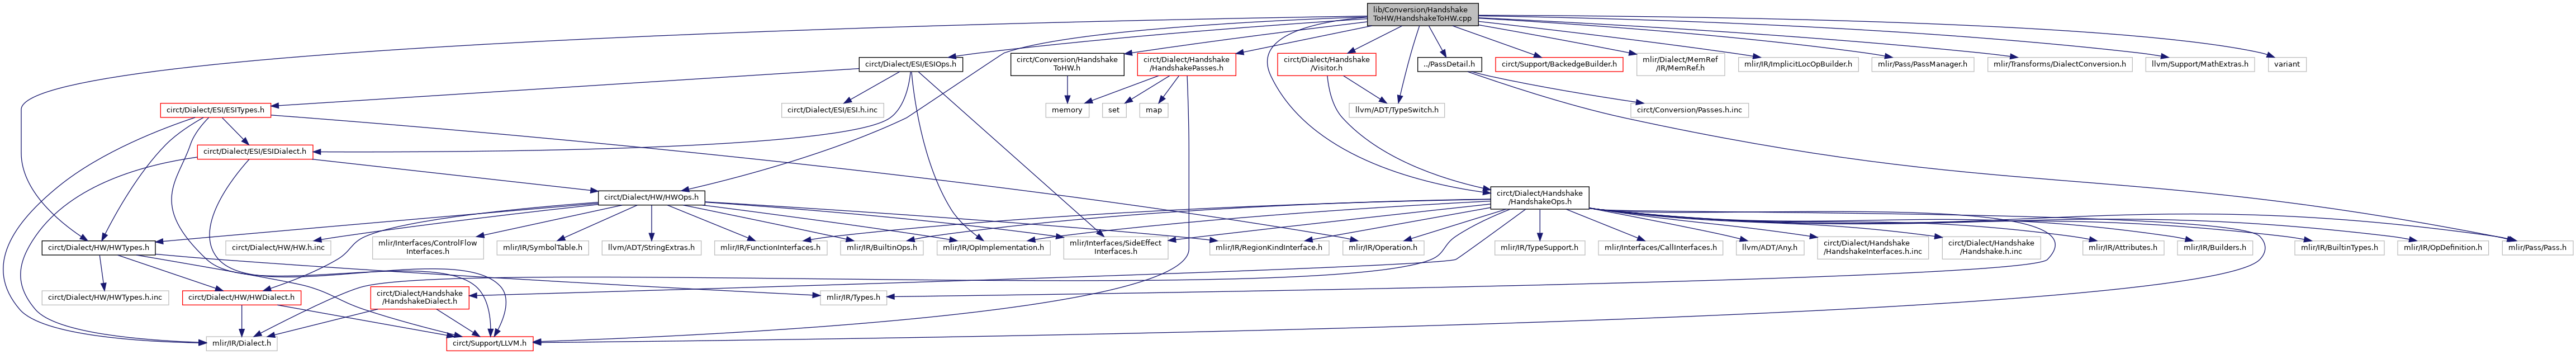 lib/Conversion/Handshake
ToHW/HandshakeToHW.cpp
circt/Dialect/ESI/ESIOps.h
circt/Conversion/Handshake
ToHW.h
circt/Dialect/Handshake
/HandshakePasses.h
circt/Dialect/Handshake
/Visitor.h
../PassDetail.h
circt/Support/BackedgeBuilder.h
mlir/Dialect/MemRef
/IR/MemRef.h
mlir/IR/ImplicitLocOpBuilder.h
mlir/Pass/PassManager.h
mlir/Transforms/DialectConversion.h
llvm/Support/MathExtras.h
variant
circt/Dialect/ESI/ESITypes.h
circt/Dialect/ESI/ESI.h.inc
memory
set
map
llvm/ADT/TypeSwitch.h
circt/Conversion/Passes.h.inc
circt/Dialect/ESI/ESIDialect.h
circt/Dialect/HW/HWOps.h
circt/Dialect/Handshake
/HandshakeOps.h
circt/Dialect/HW/HWTypes.h
circt/Dialect/HW/HW.h.inc
mlir/Interfaces/ControlFlow
Interfaces.h
mlir/IR/SymbolTable.h
llvm/ADT/StringExtras.h
mlir/IR/FunctionInterfaces.h
mlir/IR/BuiltinOps.h
mlir/IR/OpImplementation.h
mlir/Interfaces/SideEffect
Interfaces.h
mlir/IR/RegionKindInterface.h
mlir/IR/Operation.h
mlir/IR/TypeSupport.h
mlir/Interfaces/CallInterfaces.h
llvm/ADT/Any.h
circt/Dialect/Handshake
/HandshakeInterfaces.h.inc
circt/Dialect/Handshake
/Handshake.h.inc
mlir/IR/Attributes.h
mlir/IR/Builders.h
mlir/IR/BuiltinTypes.h
mlir/IR/OpDefinition.h
mlir/Pass/Pass.h
circt/Dialect/HW/HWTypes.h.inc
circt/Dialect/HW/HWDialect.h
circt/Dialect/Handshake
/HandshakeDialect.h
mlir/IR/Types.h
mlir/IR/Dialect.h
circt/Support/LLVM.h